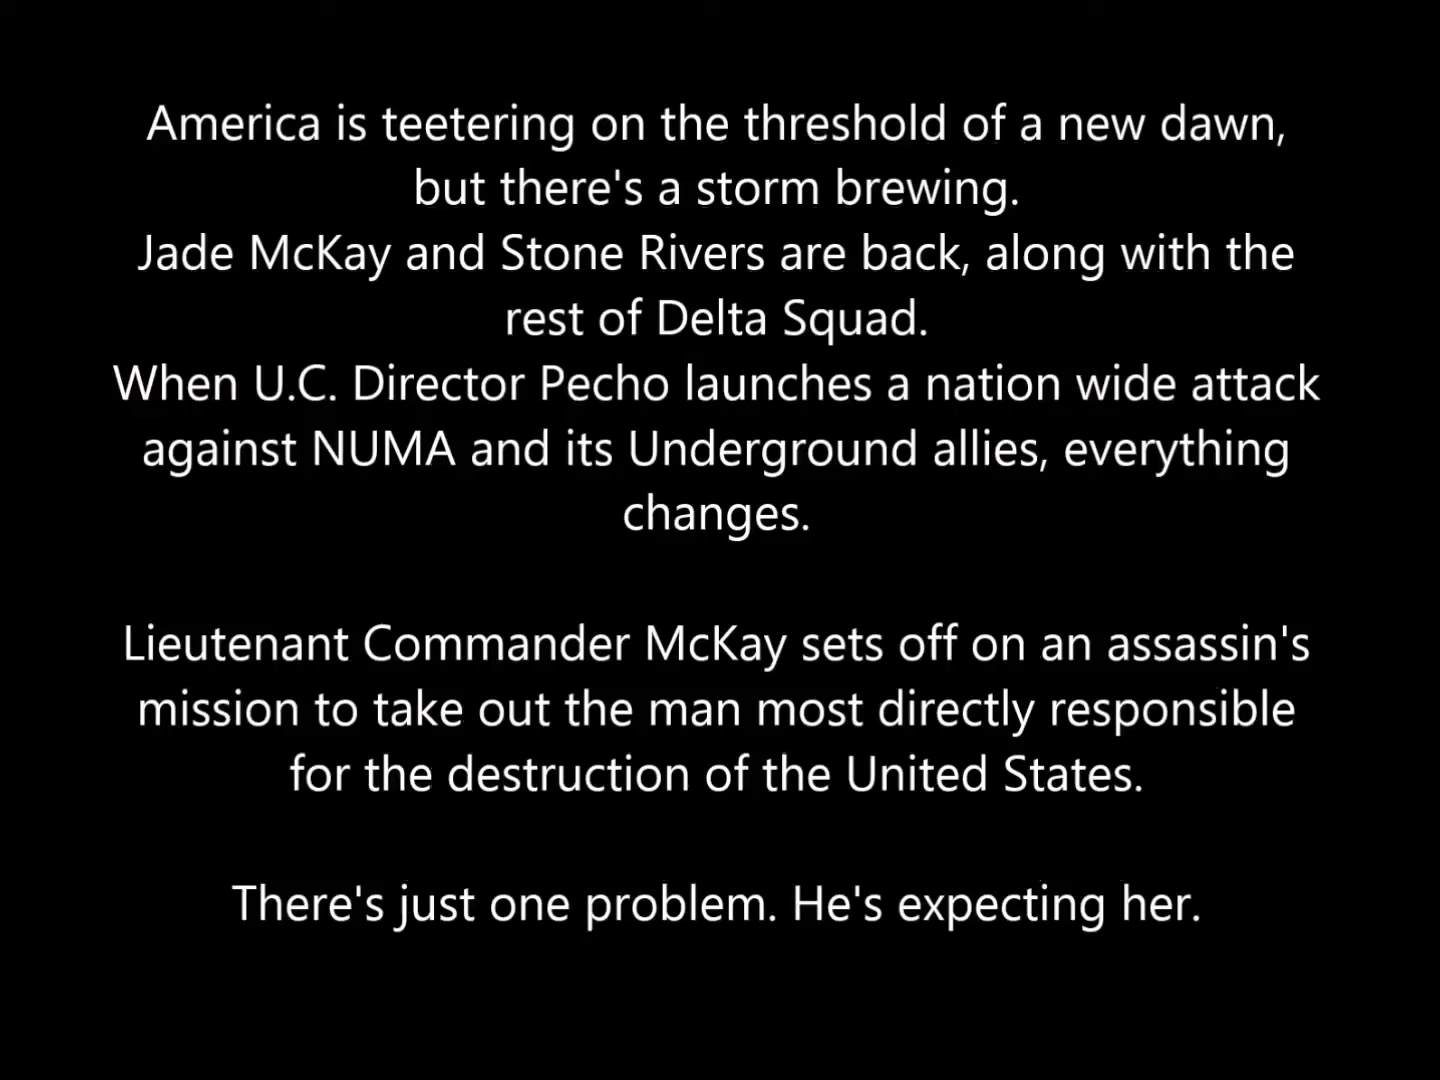 America is teetering on the threshold of a new dawn,
but there's a storm brewing.
Jade McKay and Stone Rivers are back, along with the
rest of Delta Squad.
When U.C. Director Pecho launches a nation wide attack
against NUMA and its Underground allies, everything
changes.
Lieutenant Commander McKay sets off on an assassin's
mission to take out the man most directly responsible
for the destruction of the United States.
There's just one problem. He's expecting her.